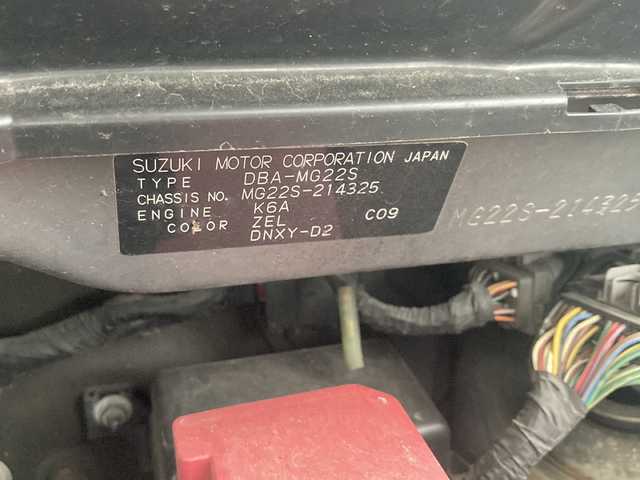 SUZUKI MOTOR CORPORATION JAPAN
TYPE DBA-MG22S
CHASSIS NO. MG22S-214325
ENGINE K6A C09
COLOR ZEL
DNXY-D2
MG22S-214325